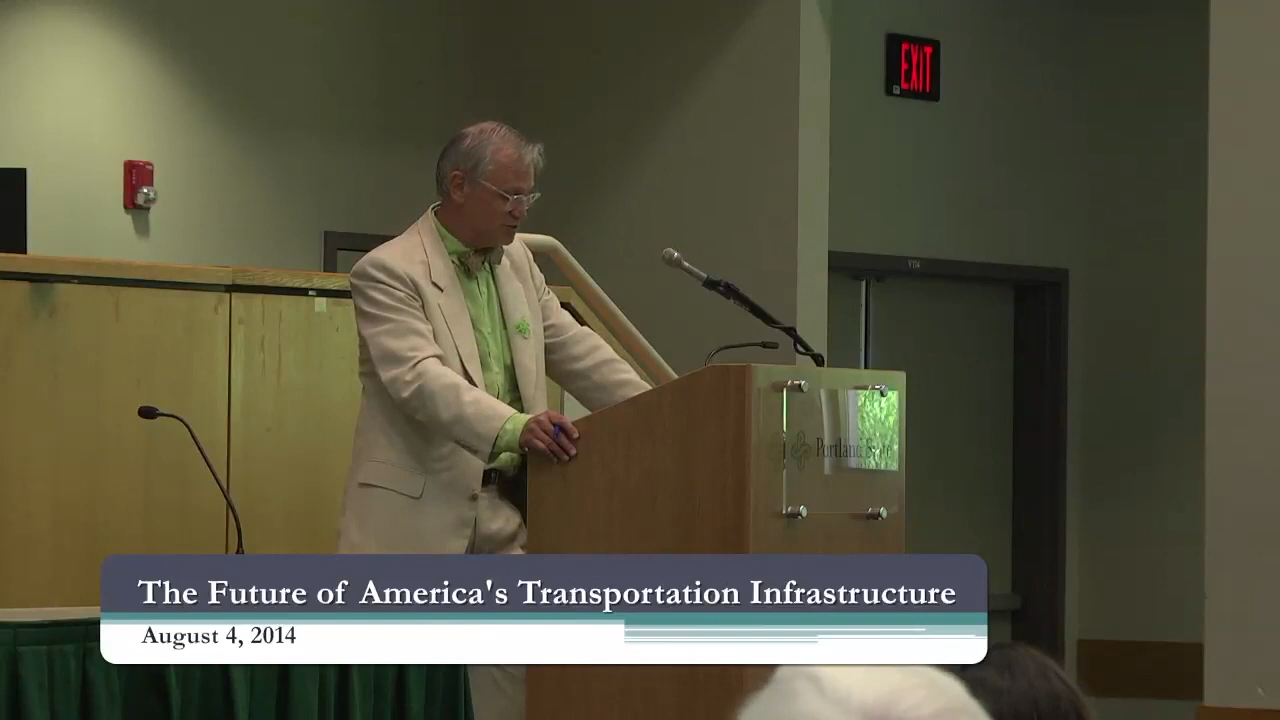 EXIT
Portland State
The Future of America's Transportation Infrastructure
August 4, 2014